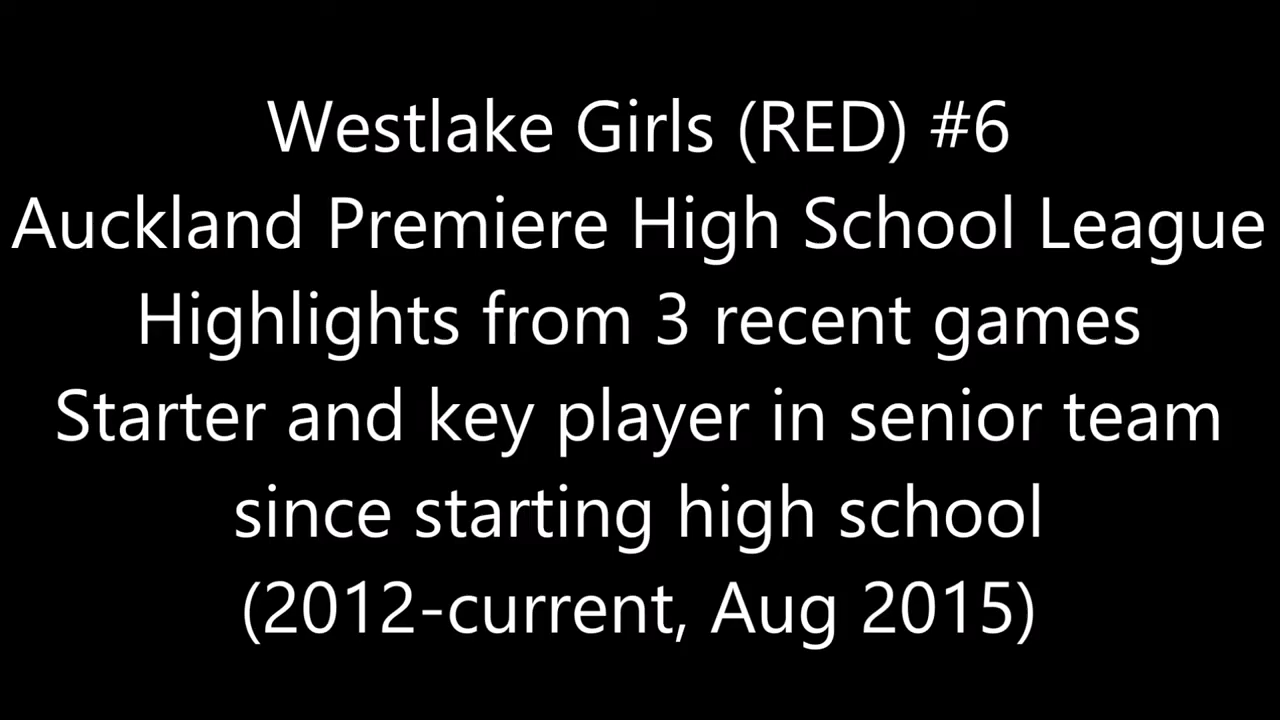 Westlake Girls (RED) #6
Auckland Premiere High School League
Highlights from 3 recent games
Starter and key player in senior team
since starting high school
(2012-current, Aug 2015)